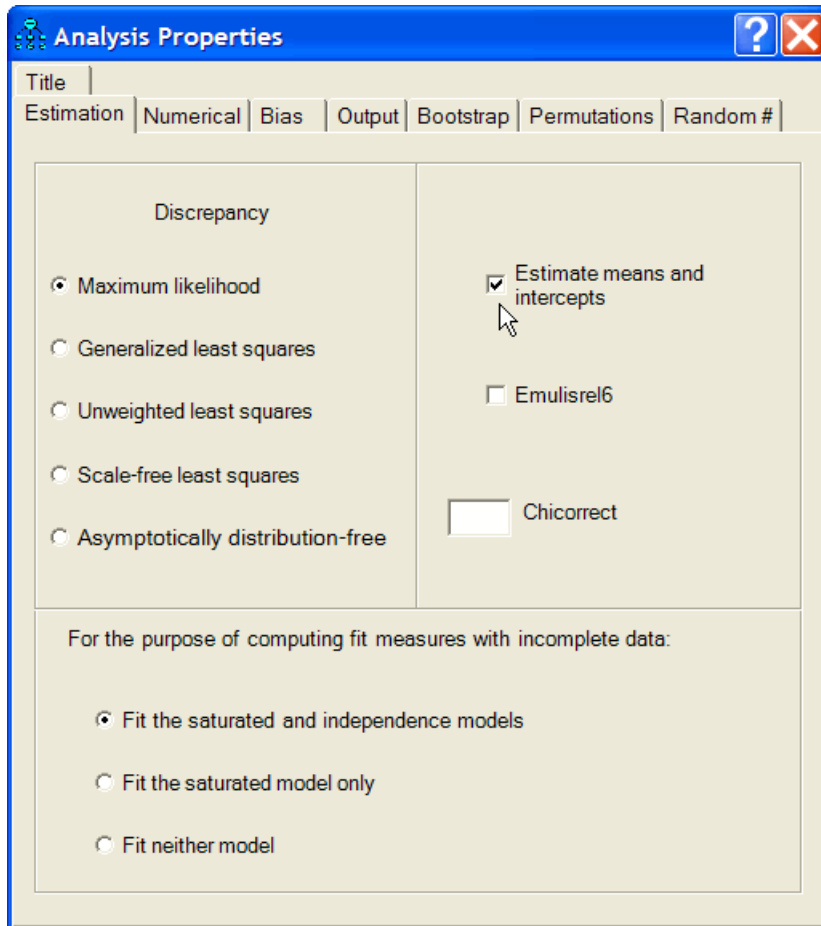 Analysis Properties
Title
Estimation Numerical Bias Output Bootstrap Permutations Random #
Discrepancy
Maximum likelihood
Generalized least squares
Unweighted least squares
Scale-free least squares
Asymptotically distribution-free
Estimate means and
intercepts
Emulisrel6
Chicorrect
For the purpose of computing fit measures with incomplete data:
Fit the saturated and independence models
Fit the saturated model only
Fit neither model